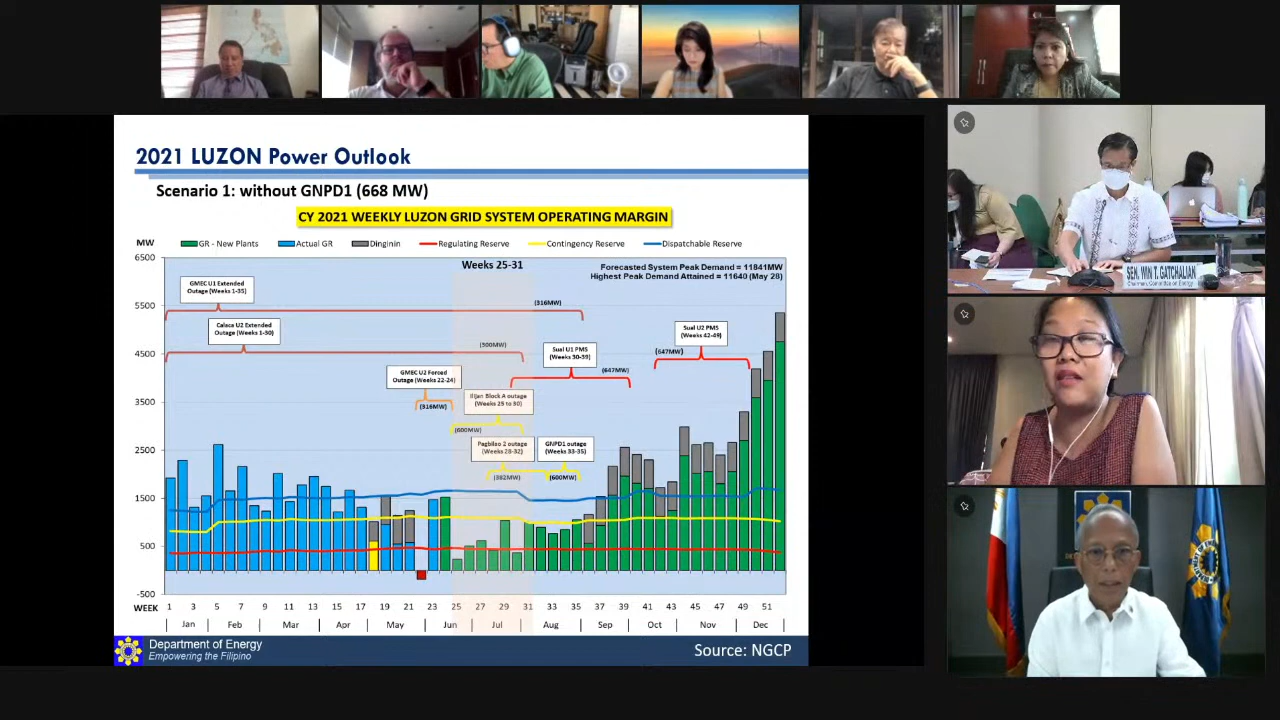 2021 LUZON Power Outlook
Scenario 1: without GNPD1 (668 MW)
CY 2021 WEEKLY LUZON GRID SYSTEM OPERATING MARGIN
MW
GR - New Plants
Actual GR
Dinginin
Regulating Reserve
Contingency Reserve
Dispatchable Reserve
6500
5500
4500
3500
2500
1500
500
-500
Weeks 25-31
Forecasted System Peak Demand = 11841MW
Highest Peak Demand Attained = 11640 (May 28)
GMEC U1 Extended
Outage (Weeks 1-35)
(316MW)
Calaca U2 Extended
Outage (Weeks 1-30)
(300MW)
Sual U2 PMS
(Weeks 42-49)
(647MW)
Sual U1 PMS
(Weeks 30-39)
(647MW)
GMEC U2 Forced
Outage (Weeks 22-24)
(316MW)
Ilijan Block A outage
(Weeks 25 to 30)
(600MW)
Pagbilao 2 outage
(Weeks 28-32)
(382MW)
GNPD1 outage
(Weeks 33-35)
(600MW)
WEEK 1 3 5 7 9 11 13 15 17 19 21 23 25 27 29 31 33 35 37 39 41 43 45 47 49 51
Jan Feb Mar Apr May Jun Jul Aug Sep Oct Nov Dec
Department of Energy
Empowering the Filipino
Source: NGCP
SEN. WIN T. GATCHALIAN
Chairman, Committee on Energy